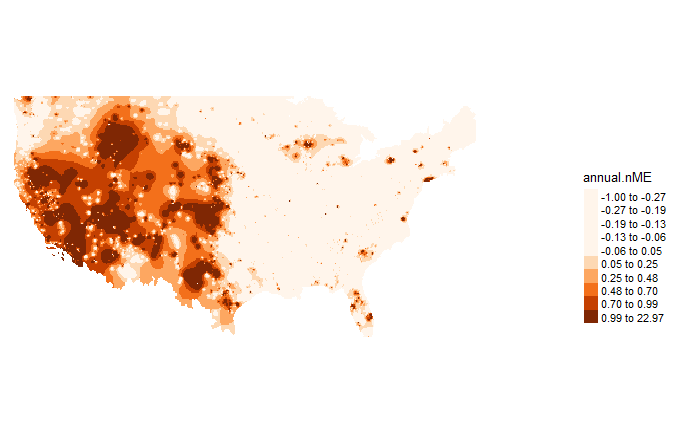 annual.nME
-1.00 to -0.27
-0.27 to -0.19
-0.19 to -0.13
-0.13 to -0.06
-0.06 to 0.05
0.05 to 0.25
0.25 to 0.48
0.48 to 0.70
0.70 to 0.99
0.99 to 22.97